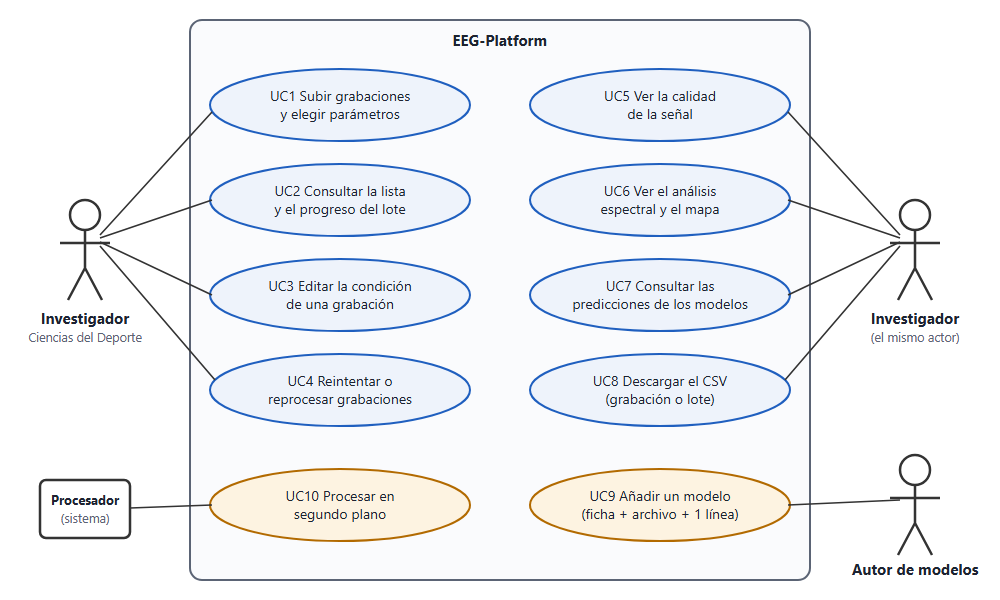 EEG-Platform
UC1 Subir grabaciones
y elegir parámetros
UC5 Ver la calidad
de la señal
UC2 Consultar la lista
y el progreso del lote
UC6 Ver el análisis
espectral y el mapa
UC3 Editar la condición
de una grabación
UC7 Consultar las
predicciones de los modelos
Investigador
Ciencias del Deporte
Investigador
(el mismo actor)
UC4 Reintentar o
reprocesar grabaciones
UC8 Descargar el CSV
(grabación o lote)
Procesador
(sistema)
UC10 Procesar en
segundo plano
UC9 Añadir un modelo
(ficha + archivo + 1 línea)
Autor de modelos